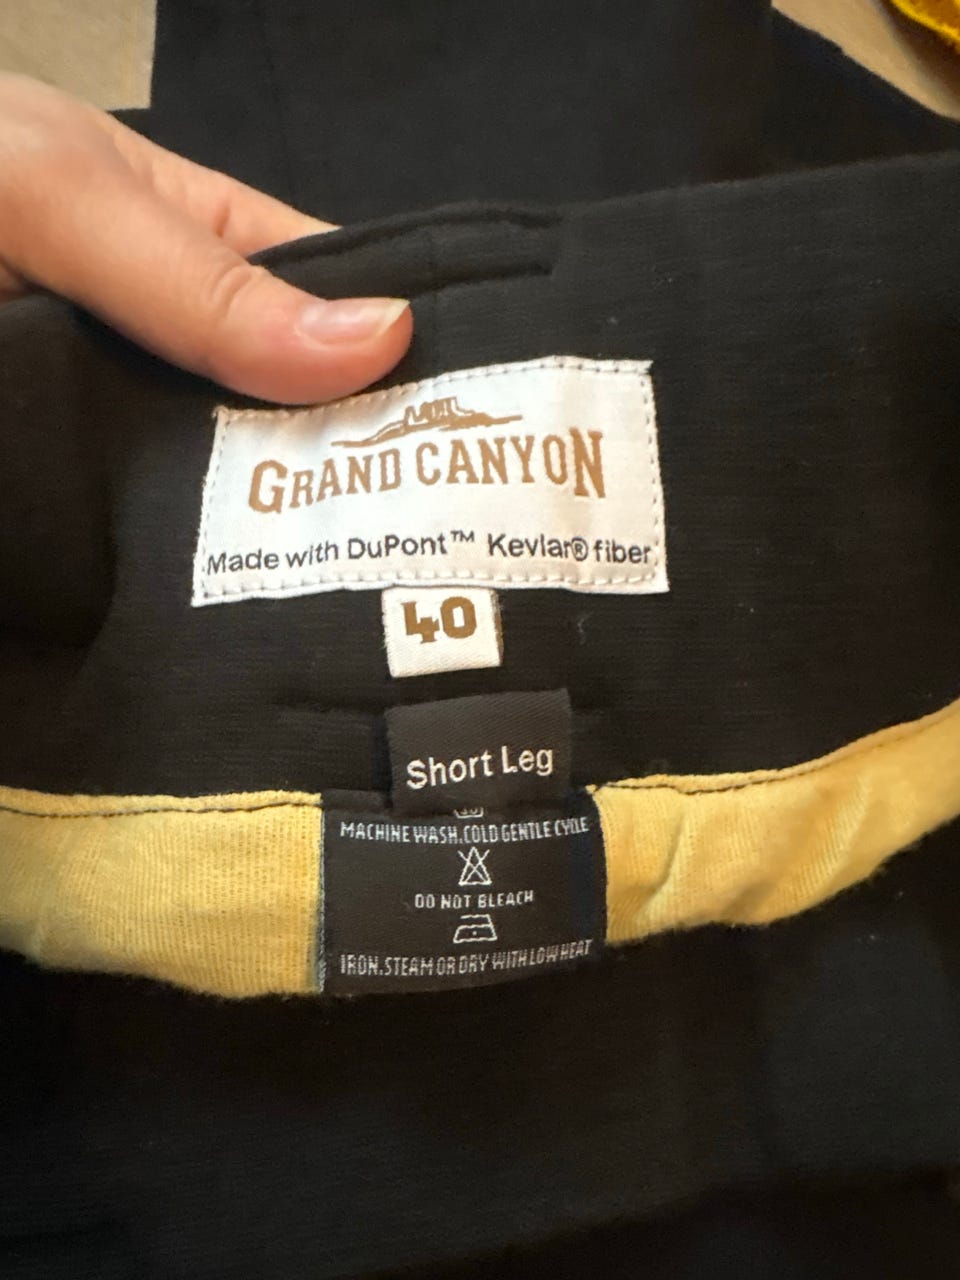 GRAND CANYON
Made with DuPont™ Kevlar® fiber
40
Short Leg
MACHINE WASH.COLD GENTLE CYCLE
DO NOT BLEACH
IRON.STEAM OR DRY WITH LOW HEAT